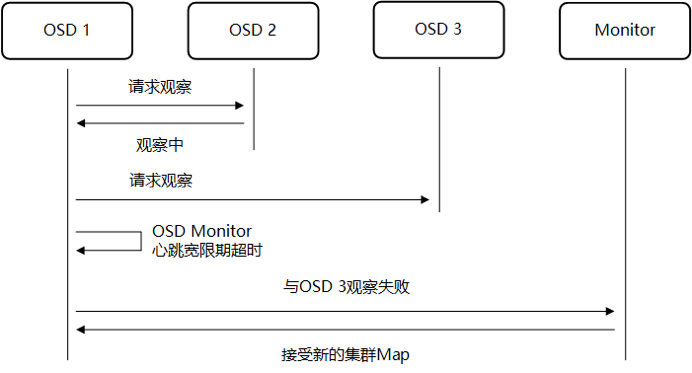 OSD 1
OSD 2
OSD 3
Monitor
请求观察
观察中
请求观察
OSD Monitor
心跳宽限期超时
与OSD 3观察失败
接受新的集群Map